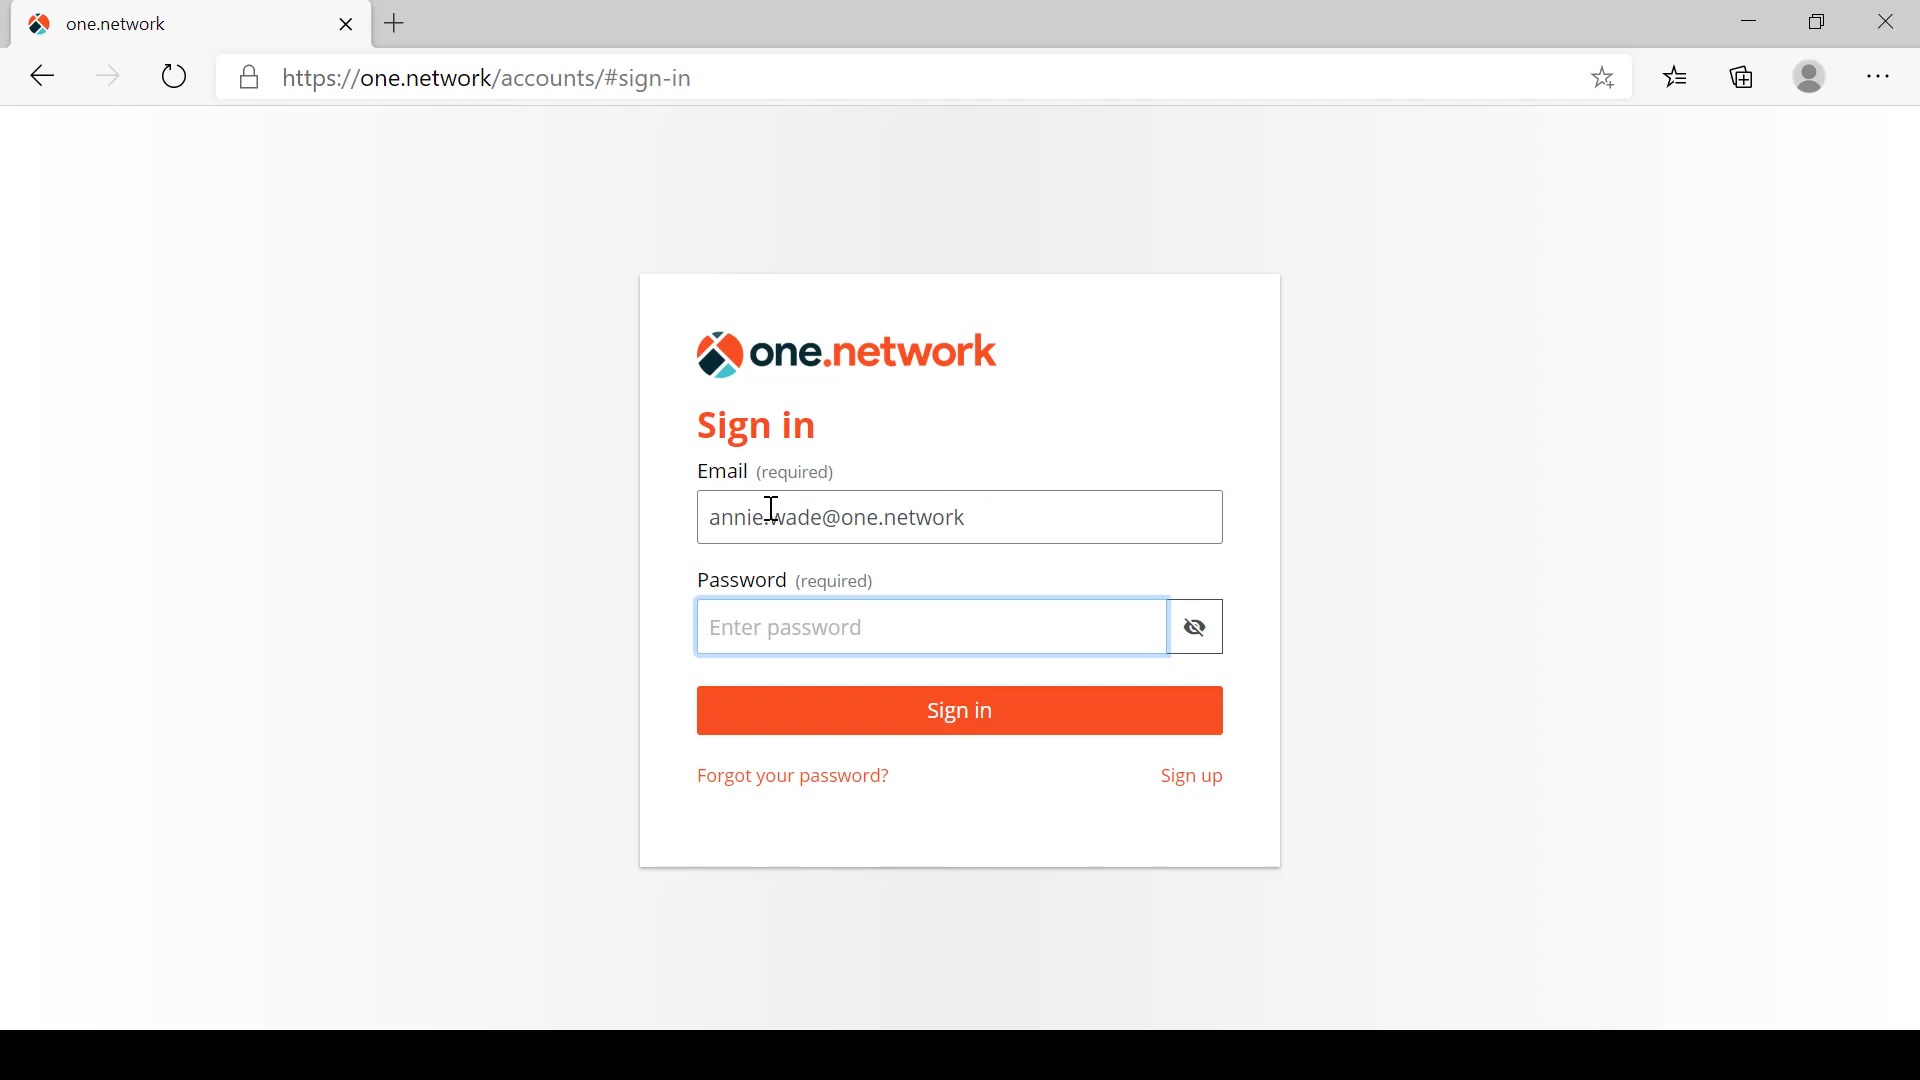 one.network
https://one.network/accounts/#sign-in
one.network
Sign in
Email (required)
annie.wade@one.network
Password (required)
Enter password
Sign in
Forgot your password?
Sign up